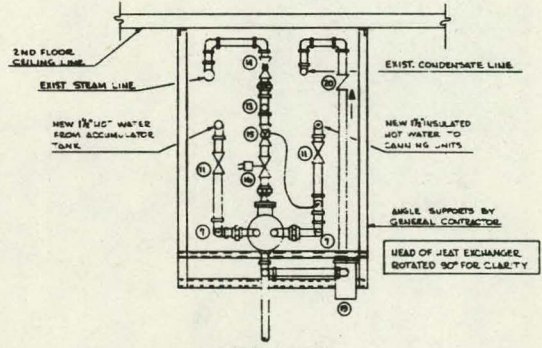 2ND FLOOR
CEILING LINE
EXIST STEAM LINE
EXIST. CONDENSATE LINE
14
20
13
NEW 1½" HOT WATER
FROM ACCUMULATOR
TANK
NEW 1½" INSULATED
HOT WATER TO
CANNING UNITS
15
11
11
16
ANGLE SUPPORTS BY
GENERAL CONTRACTOR
9
9
HEAD OF HEAT EXCHANGER
ROTATED 90° FOR CLARITY
19